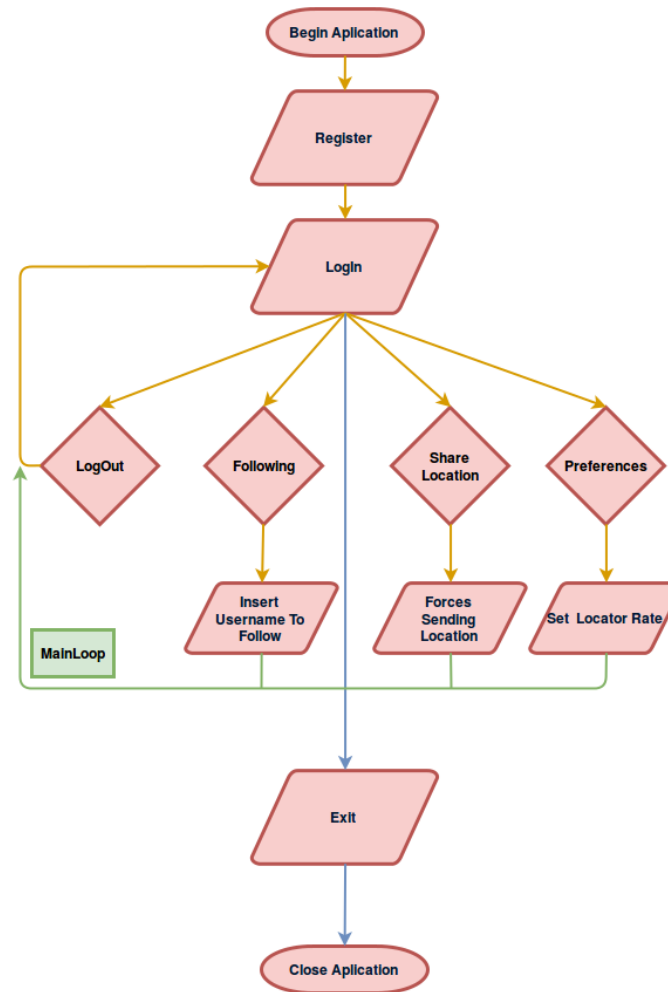 Begin Aplication
Register
LogIn
LogOut
Following
Share
Location
Preferences
Insert
Username To
Follow
Forces
Sending
Location
Set Locator Rate
MainLoop
Exit
Close Aplication